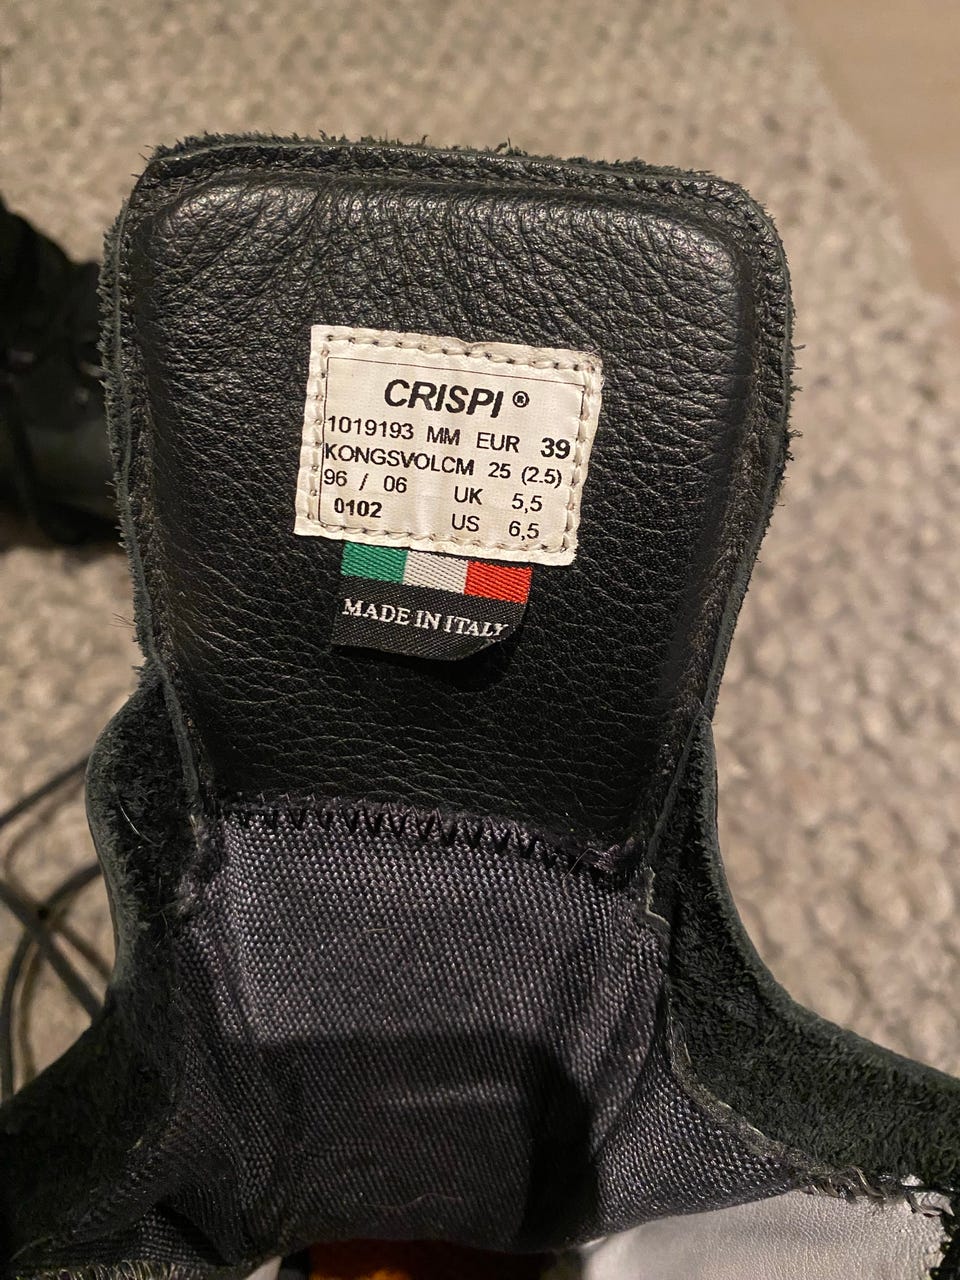 CRISPI ®
1019193 MM EUR 39
KONGSVOLCM 25 (2.5)
96 / 06 UK 5,5
0102 US 6,5
MADE IN ITALY